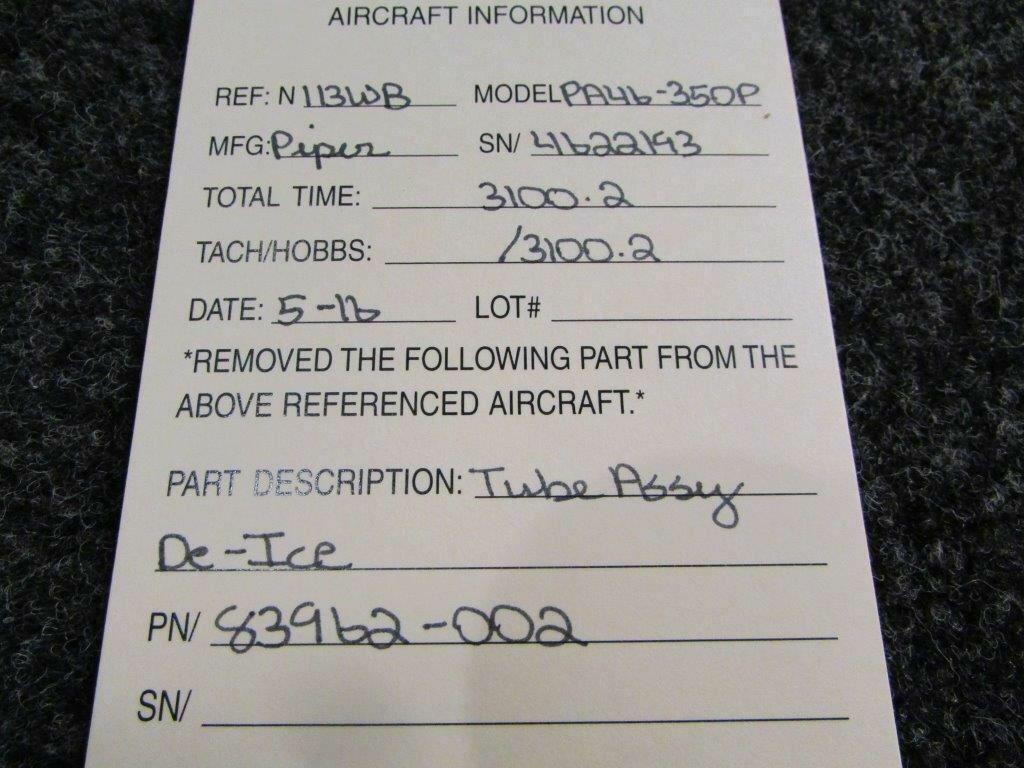 AIRCRAFT INFORMATION
REF: N 113WB MODEL PA46-350P
MFG: Piper SN/ 4622193
TOTAL TIME: 3100.2
TACH/HOBBS: /3100.2
DATE: 5-16 LOT#
*REMOVED THE FOLLOWING PART FROM THE
ABOVE REFERENCED AIRCRAFT.*
PART DESCRIPTION: Tube Assy
De-Ice
PN/ 83962-002
SN/